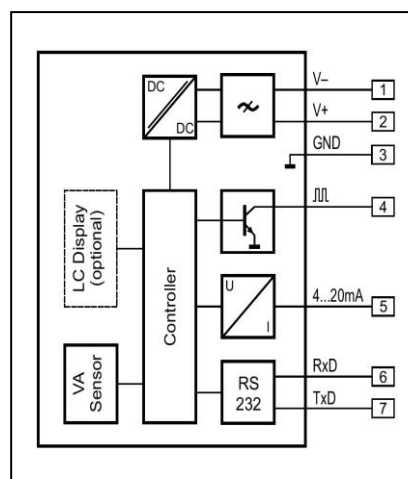 DC
DC
V–
1
V+
2
GND
3
4
LC Display
(optional)
Controller
U
I
4...20mA
5
VA
Sensor
RS
232
RxD
6
TxD
7